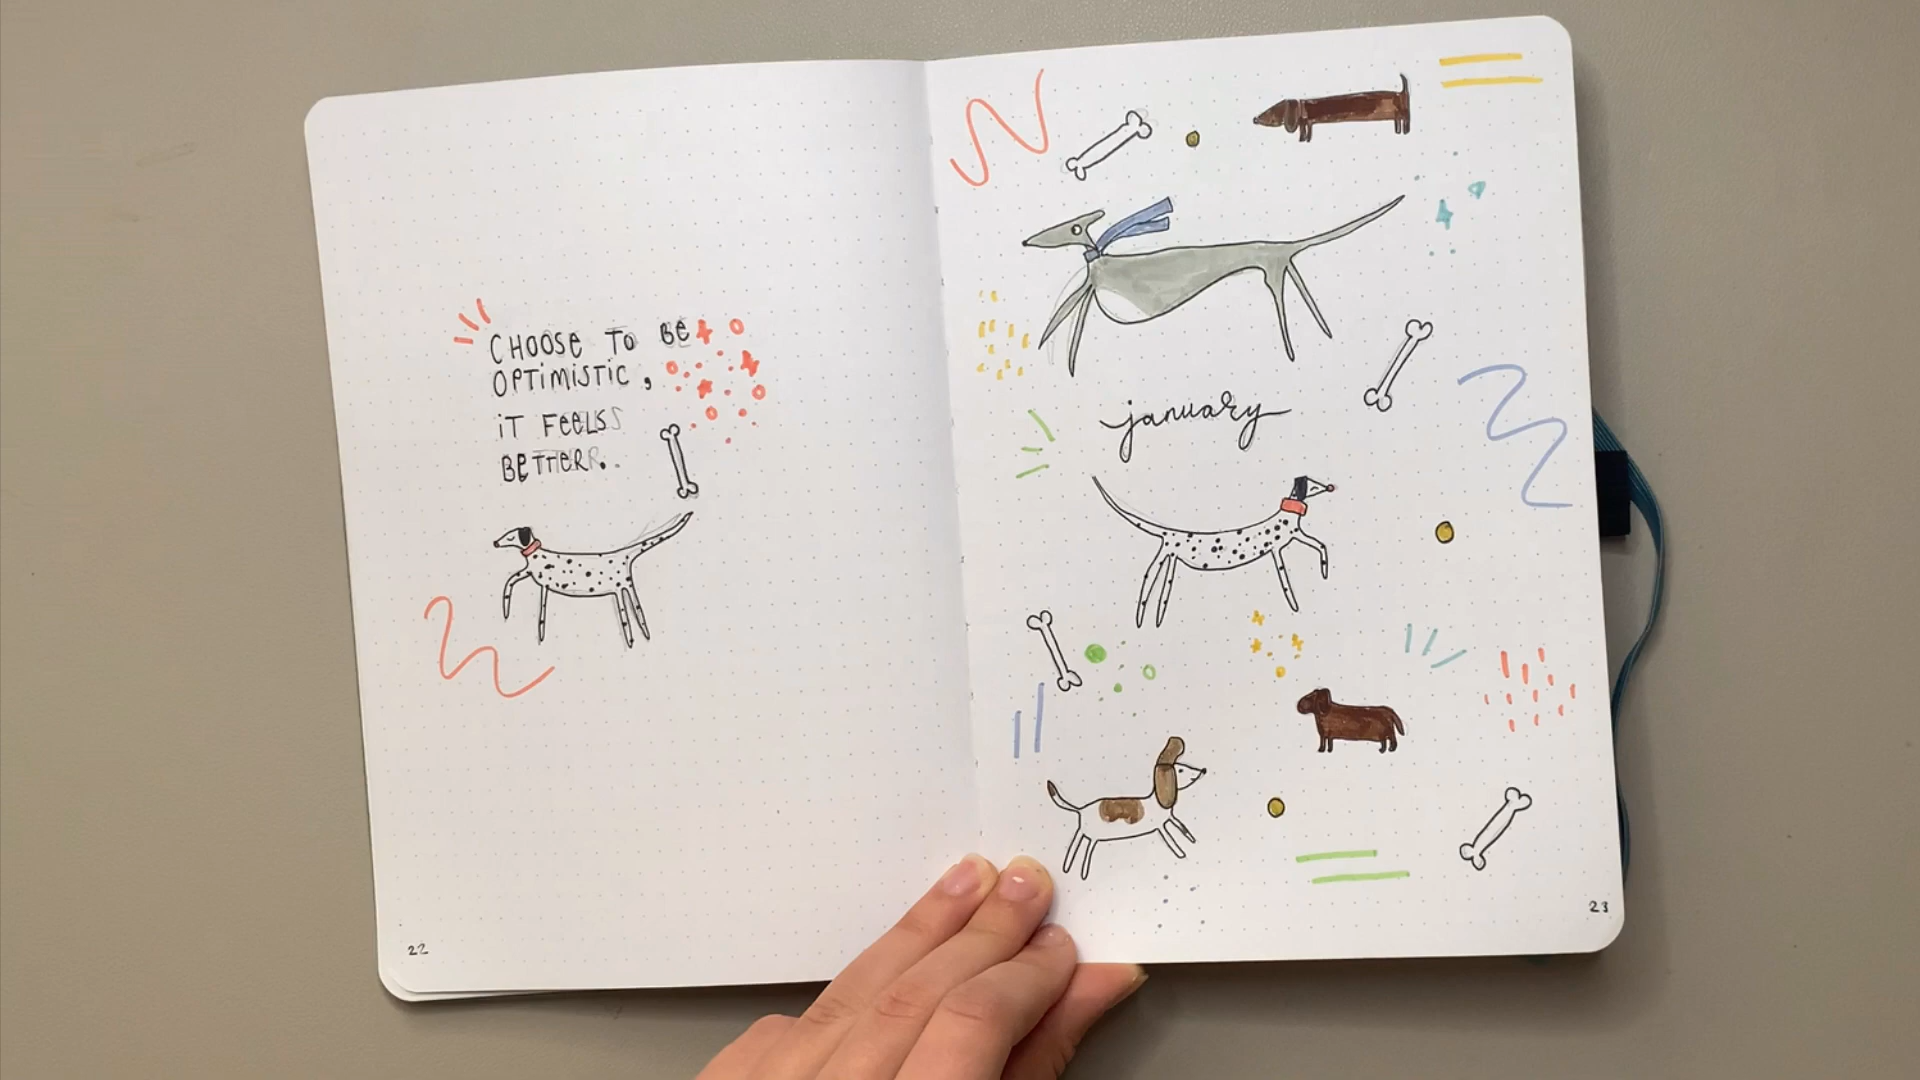 CHOOSE TO BE
OPTIMISTIC,
IT FEELS
BETTER.
january
22
23